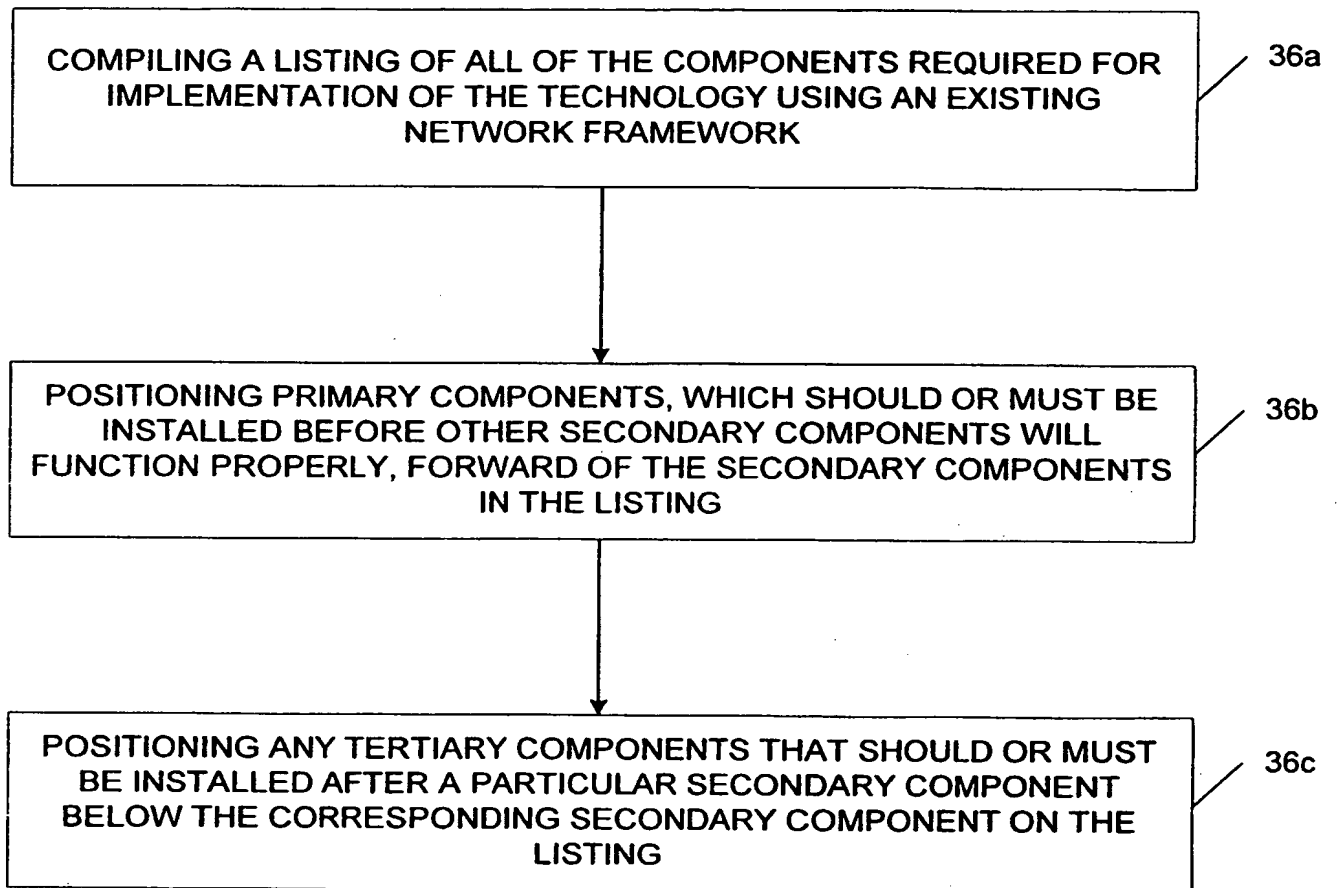 COMPILING A LISTING OF ALL OF THE COMPONENTS REQUIRED FOR
IMPLEMENTATION OF THE TECHNOLOGY USING AN EXISTING
NETWORK FRAMEWORK
36a
POSITIONING PRIMARY COMPONENTS, WHICH SHOULD OR MUST BE
INSTALLED BEFORE OTHER SECONDARY COMPONENTS WILL
FUNCTION PROPERLY, FORWARD OF THE SECONDARY COMPONENTS
IN THE LISTING
36b
POSITIONING ANY TERTIARY COMPONENTS THAT SHOULD OR MUST
BE INSTALLED AFTER A PARTICULAR SECONDARY COMPONENT
BELOW THE CORRESPONDING SECONDARY COMPONENT ON THE
LISTING
36c